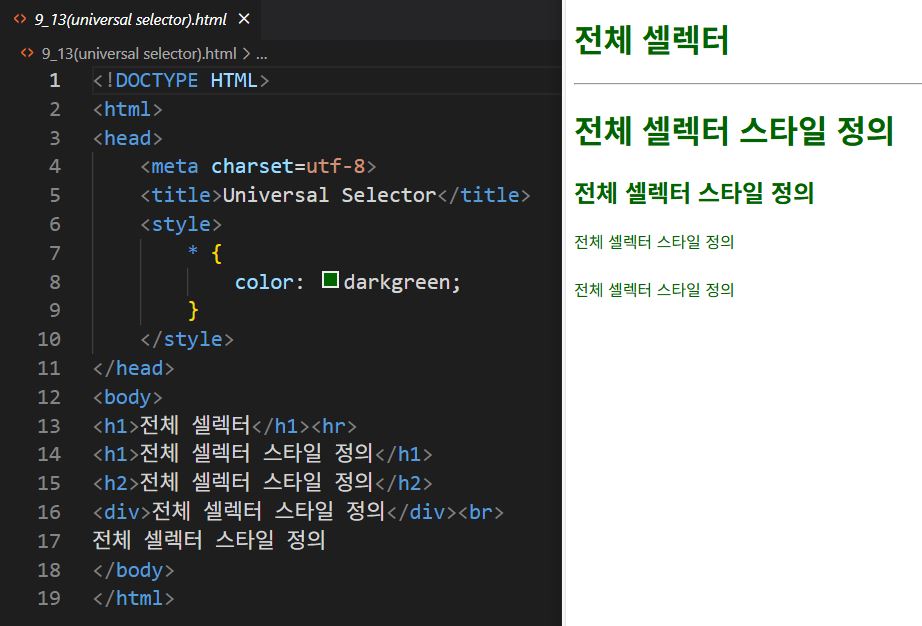 9_13(universal selector).html
9_13(universal selector).html > ...
1 <!DOCTYPE HTML>
2 <html>
3 <head>
4 <meta charset=utf-8>
5 <title>Universal Selector</title>
6 <style>
7 * {
8 color: darkgreen;
9 }
10 </style>
11 </head>
12 <body>
13 <h1>전체 셀렉터</h1><hr>
14 <h1>전체 셀렉터 스타일 정의</h1>
15 <h2>전체 셀렉터 스타일 정의</h2>
16 <div>전체 셀렉터 스타일 정의</div><br>
17 전체 셀렉터 스타일 정의
18 </body>
19 </html>
전체 셀렉터
전체 셀렉터 스타일 정의
전체 셀렉터 스타일 정의
전체 셀렉터 스타일 정의
전체 셀렉터 스타일 정의